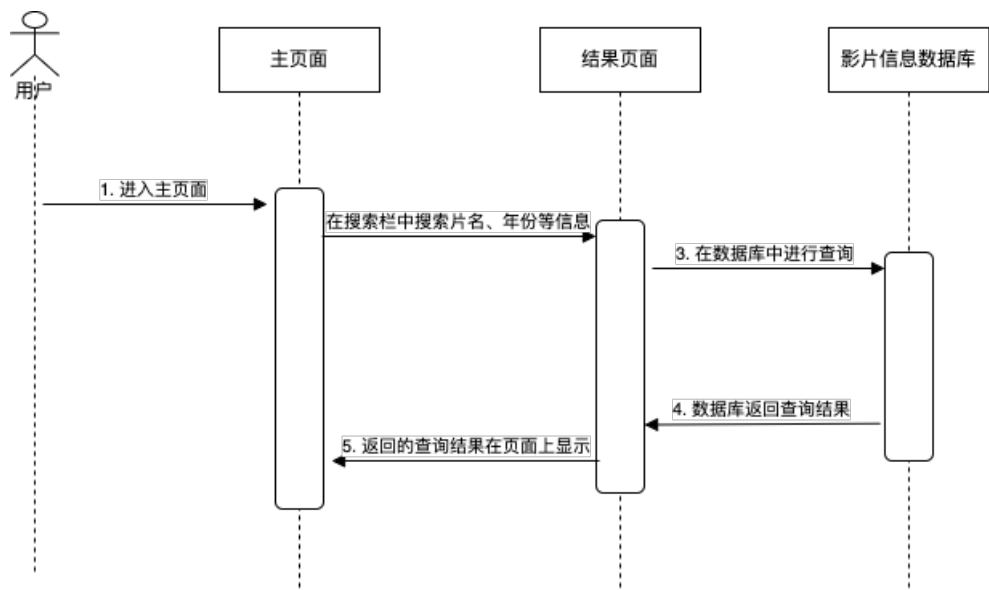 用户
主页面
结果页面
影片信息数据库
1. 进入主页面
在搜索栏中搜索片名、年份等信息
3. 在数据库中进行查询
4. 数据库返回查询结果
5. 返回的查询结果在页面上显示